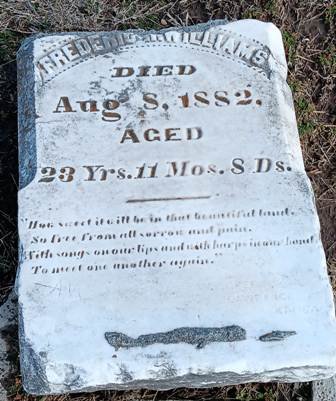 WILLIAMS
DIED
Aug 8, 1882.
AGED
23 Yrs. 11 Mos. 8 Ds.
"How sweet it will be in that beautiful land.
So free from all sorrow and pain.
With songs on our lips and with harps in our hand
To meet one another again."